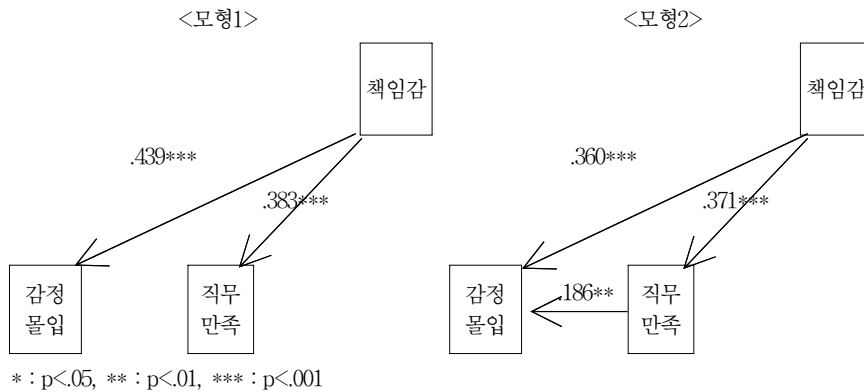 <모형1> <모형2>
책임감 책임감
.439*** .360***
.383*** .371***
감정 직무 감정 .186** 직무
몰입 만족 몰입 만족
* : p<.05, ** : p<.01, *** : p<.001